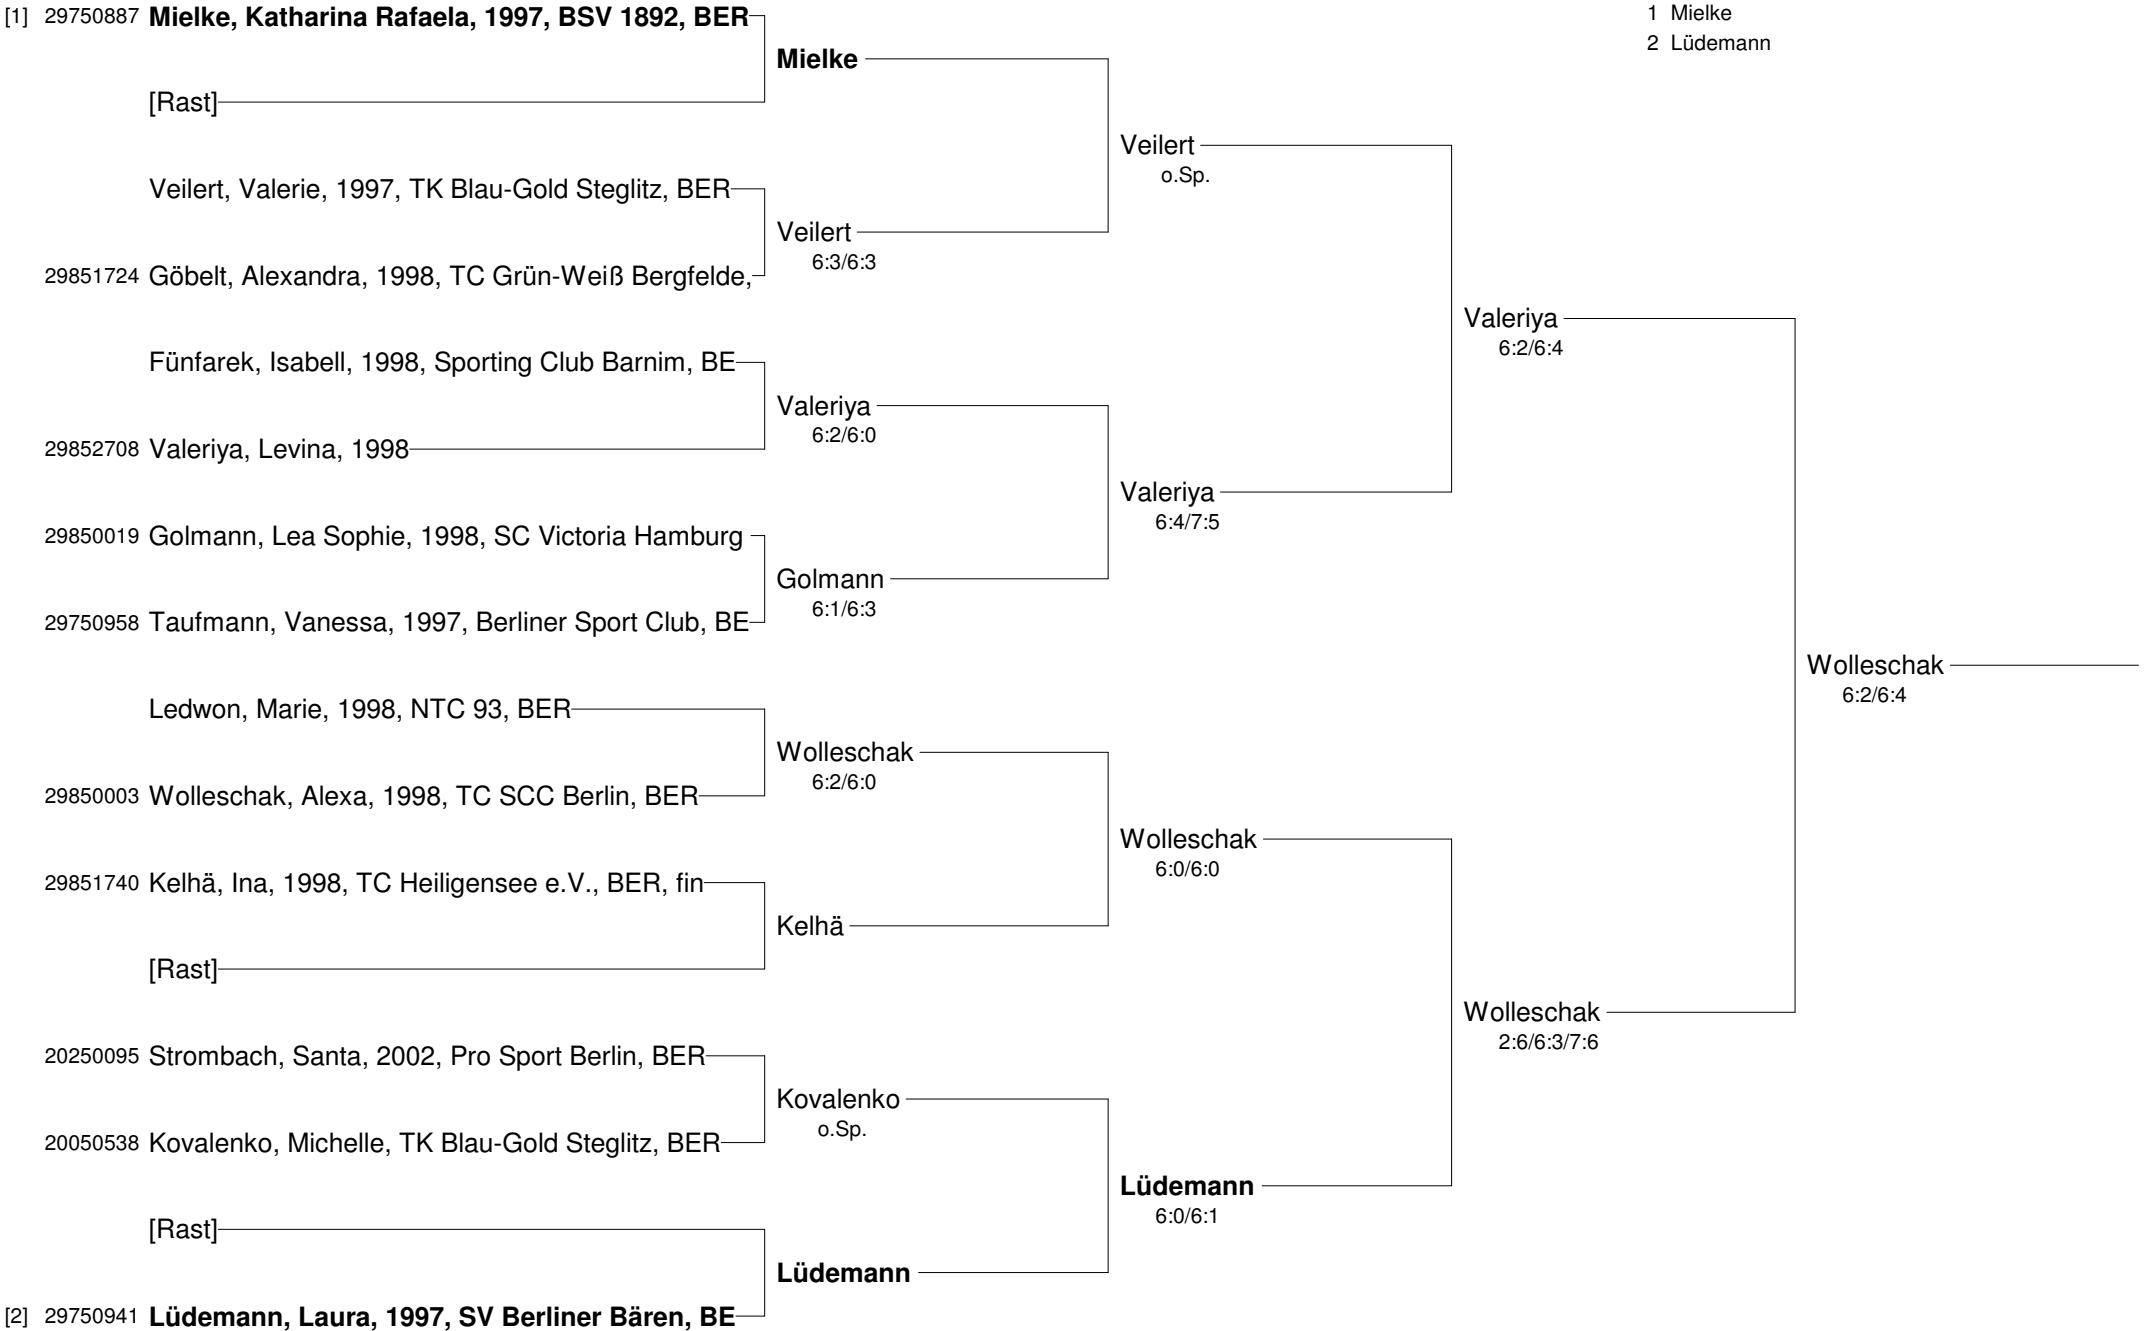 [1] 29750887 Mielke, Katharina Rafaela, 1997, BSV 1892, BER
1 Mielke
2 Lüdemann
Mielke
[Rast]
Veilert
o.Sp.
Veilert, Valerie, 1997, TK Blau-Gold Steglitz, BER
Veilert
6:3/6:3
29851724 Göbelt, Alexandra, 1998, TC Grün-Weiß Bergfelde,
Valeriya
6:2/6:4
Fünfarek, Isabell, 1998, Sporting Club Barnim, BE
Valeriya
6:2/6:0
29852708 Valeriya, Levina, 1998
Valeriya
6:4/7:5
29850019 Golmann, Lea Sophie, 1998, SC Victoria Hamburg
Golmann
6:1/6:3
29750958 Taufmann, Vanessa, 1997, Berliner Sport Club, BE
Wolleschak
6:2/6:4
Ledwon, Marie, 1998, NTC 93, BER
Wolleschak
6:2/6:0
29850003 Wolleschak, Alexa, 1998, TC SCC Berlin, BER
Wolleschak
6:0/6:0
29851740 Kelhä, Ina, 1998, TC Heiligensee e.V., BER, fin
Kelhä
[Rast]
Wolleschak
2:6/6:3/7:6
20250095 Strombach, Santa, 2002, Pro Sport Berlin, BER
Kovalenko
o.Sp.
20050538 Kovalenko, Michelle, TK Blau-Gold Steglitz, BER
Lüdemann
6:0/6:1
[Rast]
Lüdemann
[2] 29750941 Lüdemann, Laura, 1997, SV Berliner Bären, BE